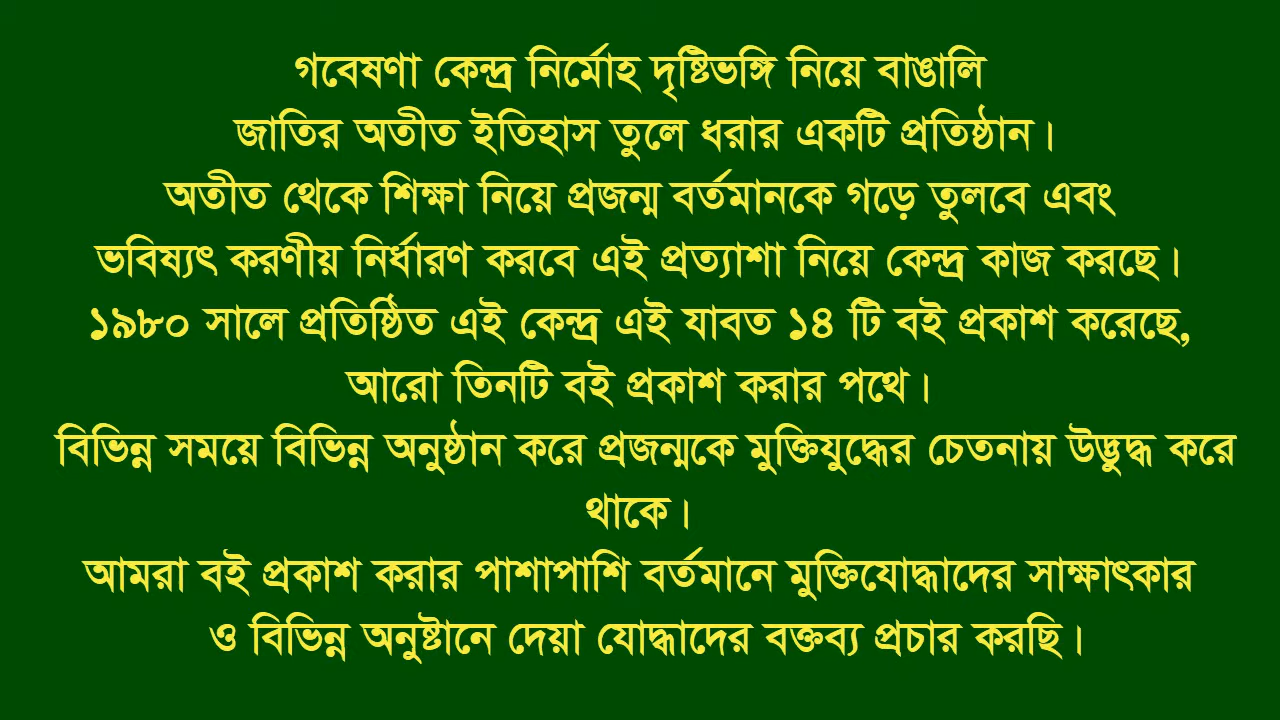 গবেষণা কেন্দ্র নির্মোহ দৃষ্টিভঙ্গি নিয়ে বাঙালি
জাতির অতীত ইতিহাস তুলে ধরার একটি প্রতিষ্ঠান।
অতীত থেকে শিক্ষা নিয়ে প্রজন্ম বর্তমানকে গড়ে তুলবে এবং
ভবিষ্যৎ করণীয় নির্ধারণ করবে এই প্রত্যাশা নিয়ে কেন্দ্র কাজ করছে।
১৯৮০ সালে প্রতিষ্ঠিত এই কেন্দ্র এই যাবত ১৪ টি বই প্রকাশ করেছে,
আরো তিনটি বই প্রকাশ করার পথে।
বিভিন্ন সময়ে বিভিন্ন অনুষ্ঠান করে প্রজন্মকে মুক্তিযুদ্ধের চেতনায় উদ্ভুদ্ধ করে
থাকে।
আমরা বই প্রকাশ করার পাশাপাশি বর্তমানে মুক্তিযোদ্ধাদের সাক্ষাৎকার
ও বিভিন্ন অনুষ্টানে দেয়া যোদ্ধাদের বক্তব্য প্রচার করছি।